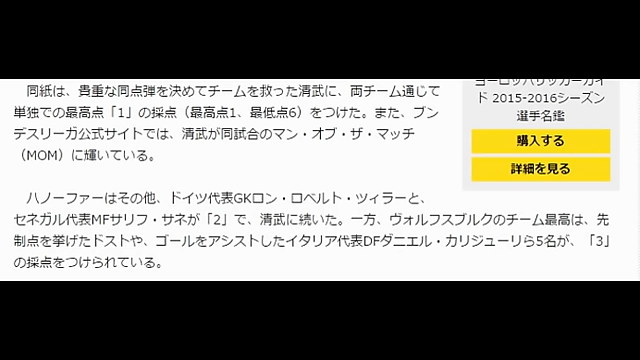 同紙は、貴重な同点弾を決めてチームを救った清武に、両チーム通じて
単独での最高点「1」の採点（最高点1、最低点6）をつけた。また、ブン
デスリーガ公式サイトでは、清武が同試合のマン・オブ・ザ・マッチ
（MOM）に輝いている。
ハノーファーはその他、ドイツ代表GKロン・ロベルト・ツィラーと、
セネガル代表MFサリフ・サネが「2」で、清武に続いた。一方、ヴォルフスブルクのチーム最高は、先
制点を挙げたドストや、ゴールをアシストしたイタリア代表DFダニエル・カリジューリら5名が、「3」
の採点をつけられている。
ヨーロッパサッカーガイ
ド 2015-2016シーズン
選手名鑑
購入する
詳細を見る